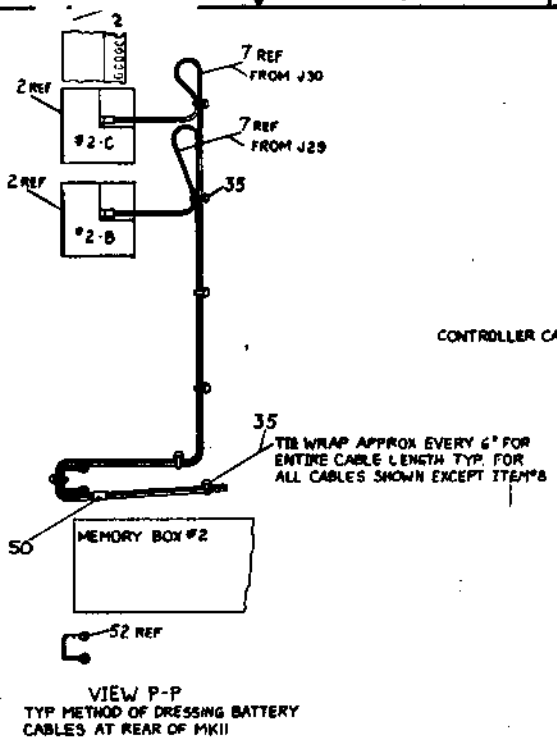 2
7 REF
FROM J30
2 REF
#2-C
7 REF
FROM J29
2 REF
35
#2-B
CONTROLLER CA
35
TIE WRAP APPROX EVERY 6" FOR
ENTIRE CABLE LENGTH TYP. FOR
ALL CABLES SHOWN EXCEPT ITEM#8
50
MEMORY BOX #2
52 REF
VIEW P-P
TYP METHOD OF DRESSING BATTERY
CABLES AT REAR OF MKII